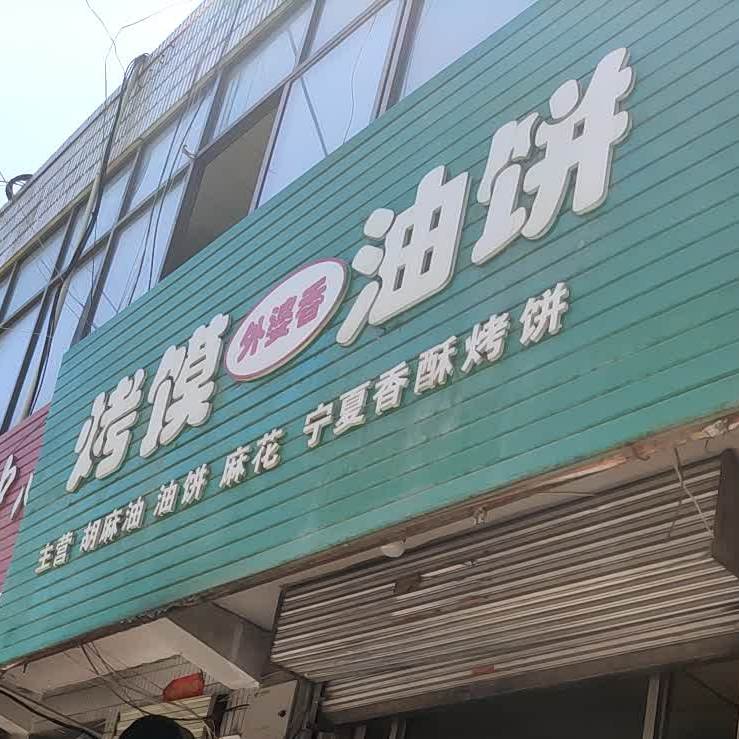 烤馍 外婆香 油饼
主营 胡麻油 油饼 麻花 宁夏香酥烤饼